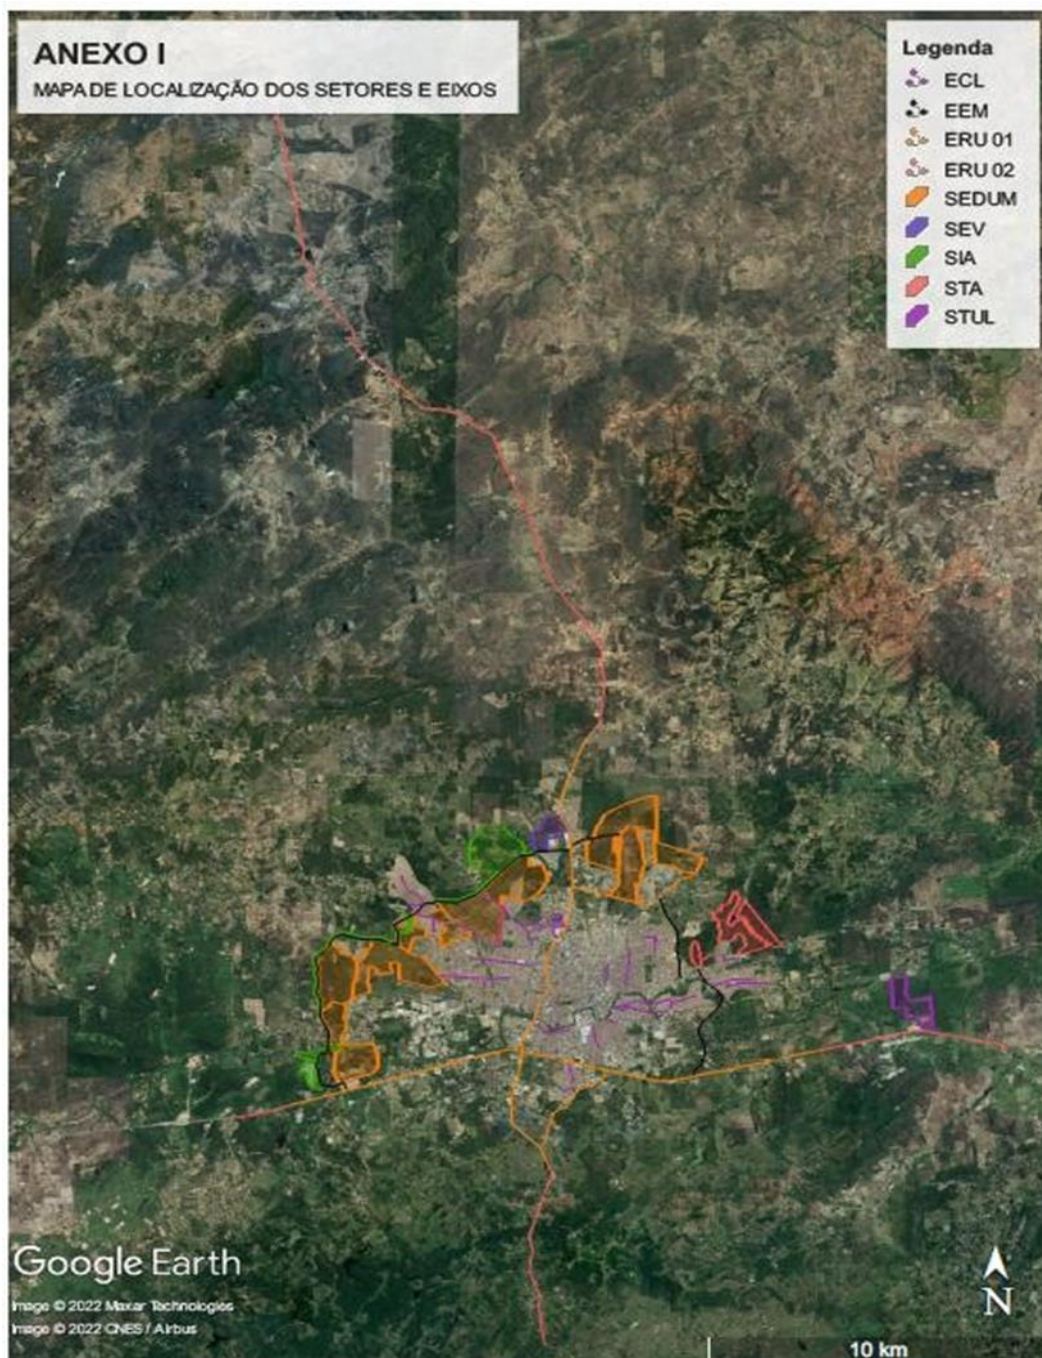 ANEXO I
MAPA DE LOCALIZAÇÃO DOS SETORES E EIXOS
Legenda
ECL
EEM
ERU 01
ERU 02
SEDUM
SEV
SIA
STA
STUL
Google Earth
Image © 2022 Maxar Technologies
Image © 2022 CNES / Airbus
N
10 km